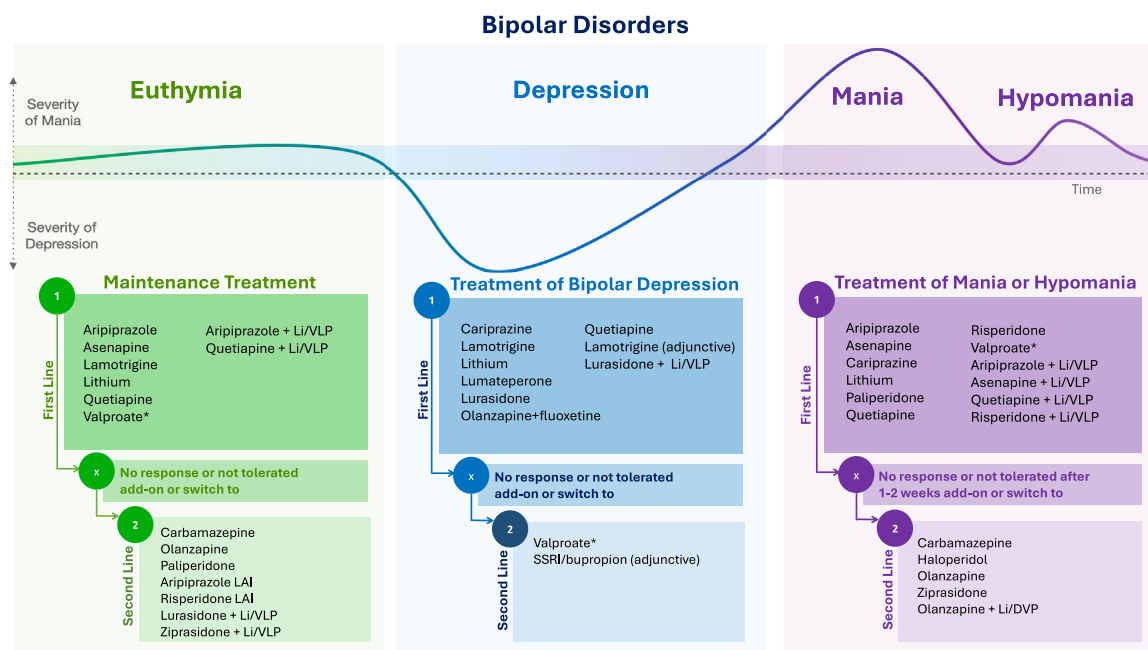 Bipolar Disorders
Severity
of Mania
Severity of
Depression
Euthymia
Depression
Mania
Hypomania
Time
Maintenance Treatment
1
First Line
Aripiprazole
Asenapine
Lamotrigine
Lithium
Quetiapine
Valproate*
Aripiprazole + Li/VLP
Quetiapine + Li/VLP
x
No response or not tolerated
add-on or switch to
2
Second Line
Carbamazepine
Olanzapine
Paliperidone
Aripiprazole LAI
Risperidone LAI
Lurasidone + Li/VLP
Ziprasidone + Li/VLP
Treatment of Bipolar Depression
1
First Line
Cariprazine
Lamotrigine
Lithium
Lumateperone
Lurasidone
Olanzapine+fluoxetine
Quetiapine
Lamotrigine (adjunctive)
Lurasidone + Li/VLP
x
No response or not tolerated
add-on or switch to
2
Second Line
Valproate*
SSRI/bupropion (adjunctive)
Treatment of Mania or Hypomania
1
First Line
Aripiprazole
Asenapine
Cariprazine
Lithium
Paliperidone
Quetiapine
Risperidone
Valproate*
Aripiprazole + Li/VLP
Asenapine + Li/VLP
Quetiapine + Li/VLP
Risperidone + Li/VLP
x
No response or not tolerated after
1-2 weeks add-on or switch to
2
Second Line
Carbamazepine
Haloperidol
Olanzapine
Ziprasidone
Olanzapine + Li/DVP